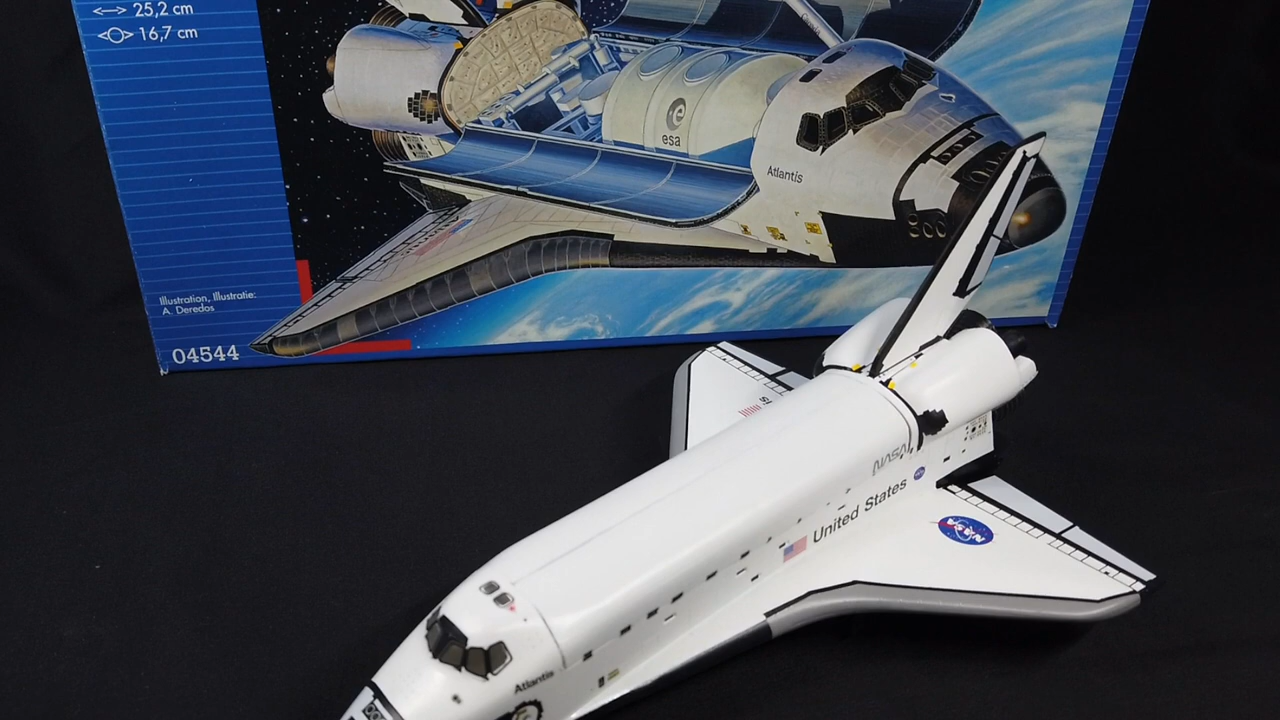 25,2 cm
16,7 cm
esa
Atlantis
Illustration, Illustratie:
A. Deredos
04544
NASA
United States
NASA
Atlantis